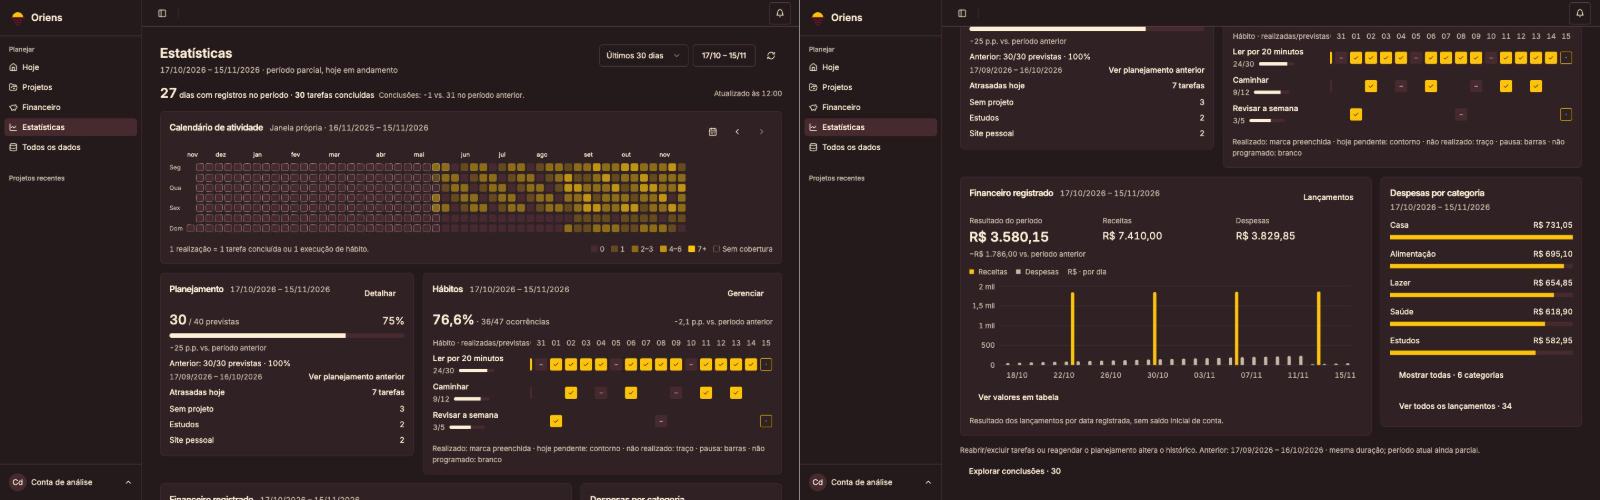 Oriens
Planejar
Hoje
Projetos
Financeiro
Estatísticas
Todos os dados
Projetos recentes
Cd Conta de análise
Estatísticas
17/10/2026 – 15/11/2026 · período parcial, hoje em andamento
Últimos 30 dias
17/10 – 15/11
27 dias com registros no período · 30 tarefas concluídas Conclusões: -1 vs. 31 no período anterior.
Atualizado às 12:00
Calendário de atividade Janela própria · 16/11/2025 – 15/11/2026
nov dez jan fev mar abr mai jun jul ago set out nov
Seg
Qua
Sex
Dom
1 realização = 1 tarefa concluída ou 1 execução de hábito.
0 1 2–3 4–6 7+ Sem cobertura
Planejamento 17/10/2026 – 15/11/2026
Detalhar
30 / 40 previstas 75%
-25 p.p. vs. período anterior
Anterior: 30/30 previstas · 100%
17/09/2026 – 16/10/2026 Ver planejamento anterior
Atrasadas hoje 7 tarefas
Sem projeto 3
Estudos 2
Site pessoal 2
Hábitos 17/10/2026 – 15/11/2026
Gerenciar
76,6% · 36/47 ocorrências -2,1 p.p. vs. período anterior
Hábito · realizadas/previstas 31 01 02 03 04 05 06 07 08 09 10 11 12 13 14 15
Ler por 20 minutos
24/30
Caminhar
9/12
Revisar a semana
3/5
Realizado: marca preenchida · hoje pendente: contorno · não realizado: traço · pausa: barras · não
programado: branco
Financeiro registrado 17/10/2026 – 15/11/2026
Despesas por categoria
Oriens
Planejar
Hoje
Projetos
Financeiro
Estatísticas
Todos os dados
Projetos recentes
Cd Conta de análise
-25 p.p. vs. período anterior
Anterior: 30/30 previstas · 100%
17/09/2026 – 16/10/2026 Ver planejamento anterior
Atrasadas hoje 7 tarefas
Sem projeto 3
Estudos 2
Site pessoal 2
Hábito · realizadas/previstas 31 01 02 03 04 05 06 07 08 09 10 11 12 13 14 15
Ler por 20 minutos
24/30
Caminhar
9/12
Revisar a semana
3/5
Realizado: marca preenchida · hoje pendente: contorno · não realizado: traço · pausa: barras · não
programado: branco
Financeiro registrado 17/10/2026 – 15/11/2026
Lançamentos
Resultado do período Receitas Despesas
R$ 3.580,15 R$ 7.410,00 R$ 3.829,85
−R$ 1.786,00 vs. período anterior
Receitas Despesas R$ · por dia
2 mil
1,5 mil
1 mil
500
0
18/10 22/10 26/10 30/10 03/11 07/11 11/11 15/11
Ver valores em tabela
Resultado dos lançamentos por data registrada, sem saldo inicial de conta.
Despesas por categoria
17/10/2026 – 15/11/2026
Casa R$ 731,05
Alimentação R$ 695,10
Lazer R$ 654,85
Saúde R$ 618,90
Estudos R$ 582,95
Mostrar todas · 6 categorias
Ver todos os lançamentos · 34
Reabrir/excluir tarefas ou reagendar o planejamento altera o histórico. Anterior: 17/09/2026 – 16/10/2026 · mesma duração; período atual ainda parcial.
Explorar conclusões · 30